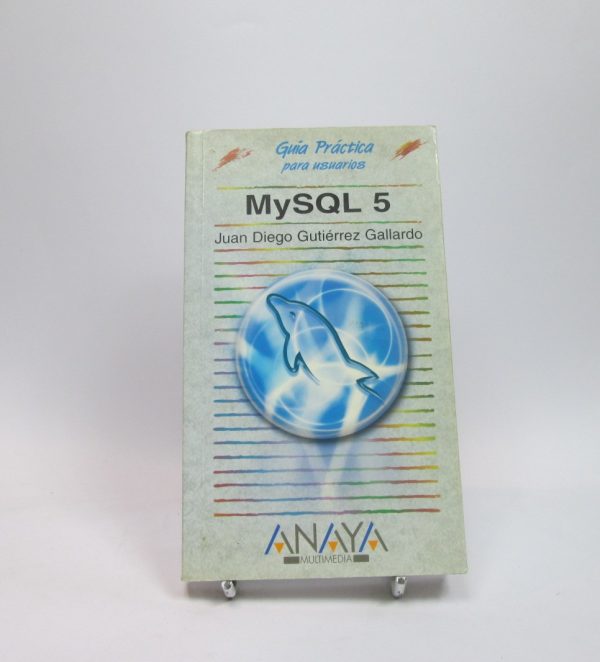 Guía Práctica
para usuarios
MySQL 5
Juan Diego Gutiérrez Gallardo
ANAYA
MULTIMEDIA